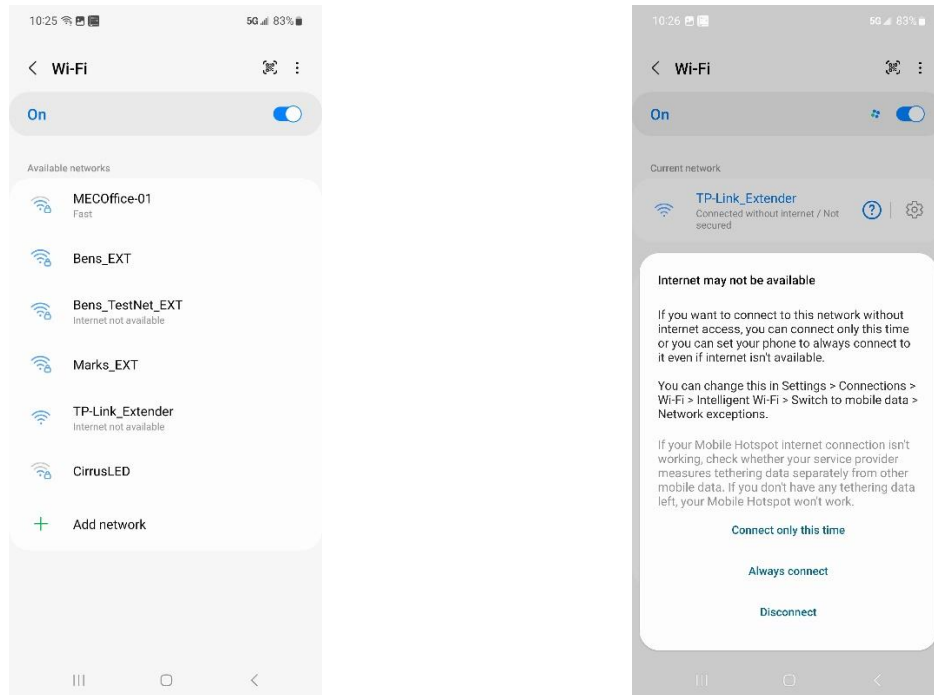 10:25
5G 83%
Wi-Fi
On
Available networks
MECOffice-01
Fast
Bens_EXT
Bens_TestNet_EXT
Internet not available
Marks_EXT
TP-Link_Extender
Internet not available
CirrusLED
Add network
10:26
5G 83%
Wi-Fi
On
Current network
TP-Link_Extender
Connected without internet / Not
secured
Internet may not be available
If you want to connect to this network without
internet access, you can connect only this time
or you can set your phone to always connect to
it even if internet isn't available.
You can change this in Settings > Connections >
Wi-Fi > Intelligent Wi-Fi > Switch to mobile data >
Network exceptions.
If your Mobile Hotspot internet connection isn't
working, check whether your service provider
measures tethering data separately from other
mobile data. If you don't have any tethering data
left, your Mobile Hotspot won't work.
Connect only this time
Always connect
Disconnect